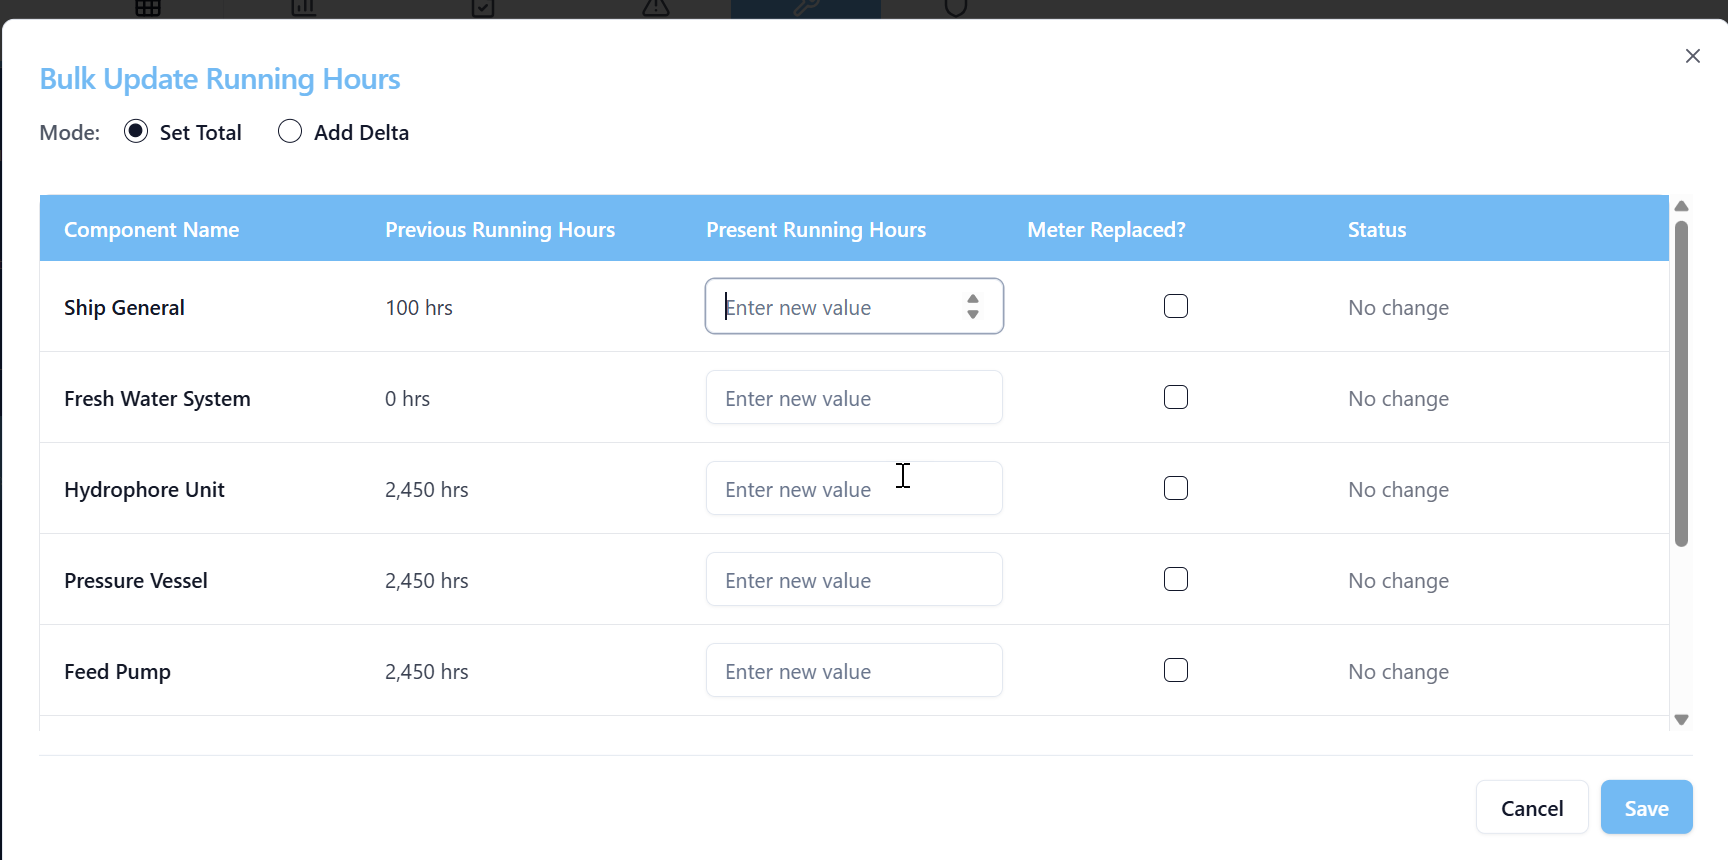 Bulk Update Running Hours
Mode: Set Total Add Delta
Component Name Previous Running Hours Present Running Hours Meter Replaced? Status
Ship General 100 hrs Enter new value No change
Fresh Water System 0 hrs Enter new value No change
Hydrophore Unit 2,450 hrs Enter new value No change
Pressure Vessel 2,450 hrs Enter new value No change
Feed Pump 2,450 hrs Enter new value No change
Cancel Save